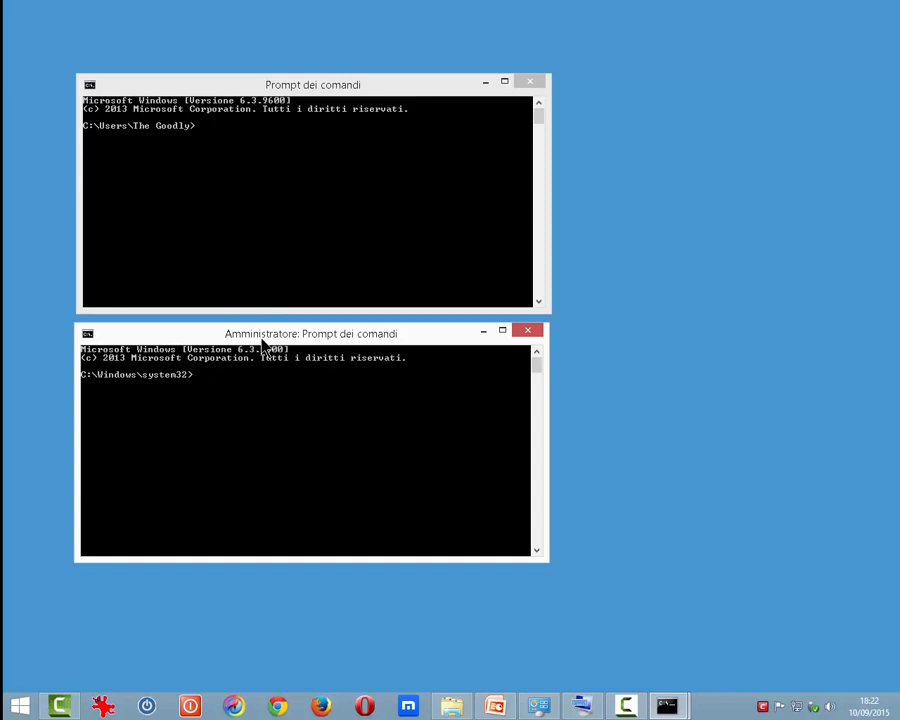 Prompt dei comandi
Microsoft Windows [Versione 6.3.9600]
(c) 2013 Microsoft Corporation. Tutti i diritti riservati.
C:\Users\The Goodly>
Amministratore: Prompt dei comandi
Microsoft Windows [Versione 6.3.9600]
(c) 2013 Microsoft Corporation. Tutti i diritti riservati.
C:\Windows\system32>
18:22
10/09/2015